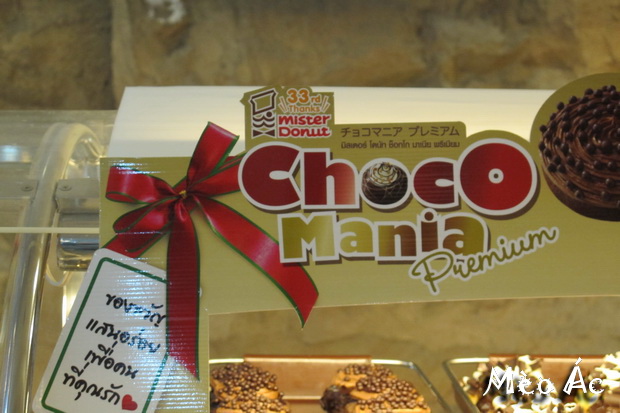 33rd
Thanks
mister
Donut
チョコマニア プレミアム
มิสเตอร์ โดนัท ช็อกโก มาเนีย พรีเมียม
Choco
Mania
Premium
ของขวัญ
แสนอร่อย
เพื่อคน
ที่คุณรัก
Mèo Ác